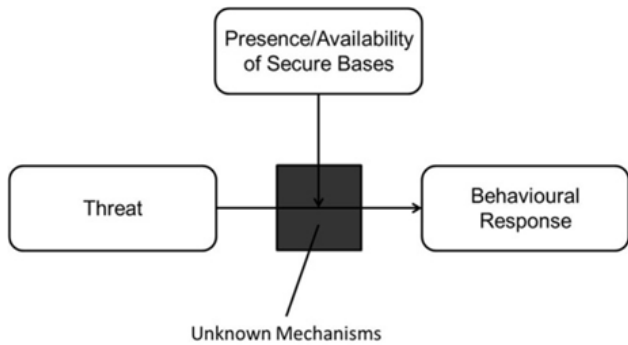 Presence/Availability
of Secure Bases
Threat
Behavioural
Response
Unknown Mechanisms